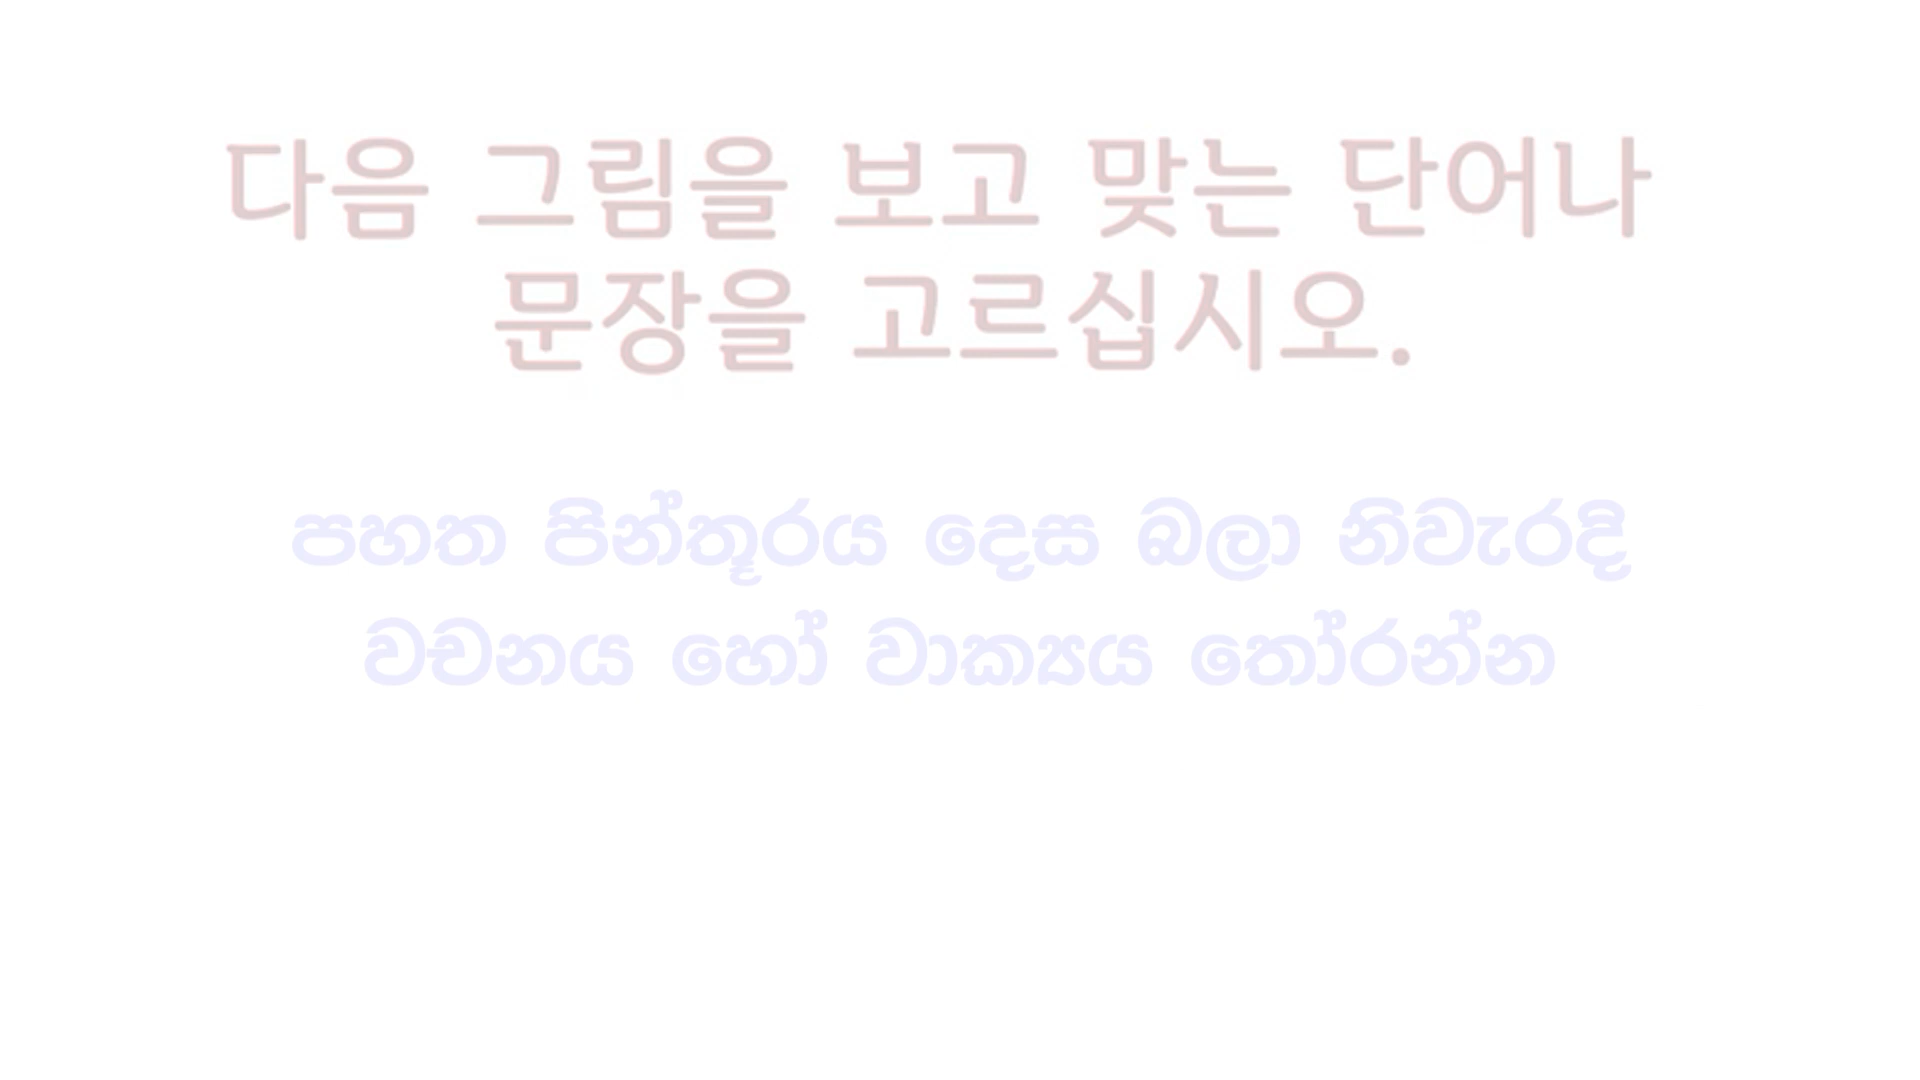 다음 그림을 보고 맞는 단어나
문장을 고르십시오.
පහත පින්තූරය දෙස බලා නිවැරදි
වචනය හෝ වාක්‍යය තෝරන්න